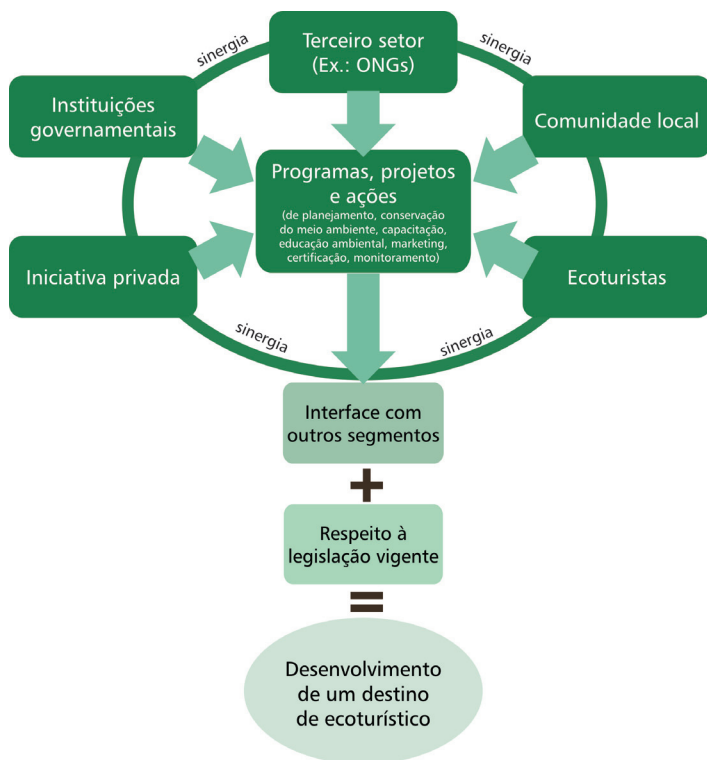 sinergia
Terceiro setor
(Ex.: ONGs)
sinergia
Instituições
governamentais
Comunidade local
Programas, projetos
e ações
(de planejamento, conservação
do meio ambiente, capacitação,
educação ambiental, marketing,
certificação, monitoramento)
Iniciativa privada
Ecoturistas
sinergia
sinergia
Interface com
outros segmentos
+
Respeito à
legislação vigente
=
Desenvolvimento
de um destino
de ecoturístico